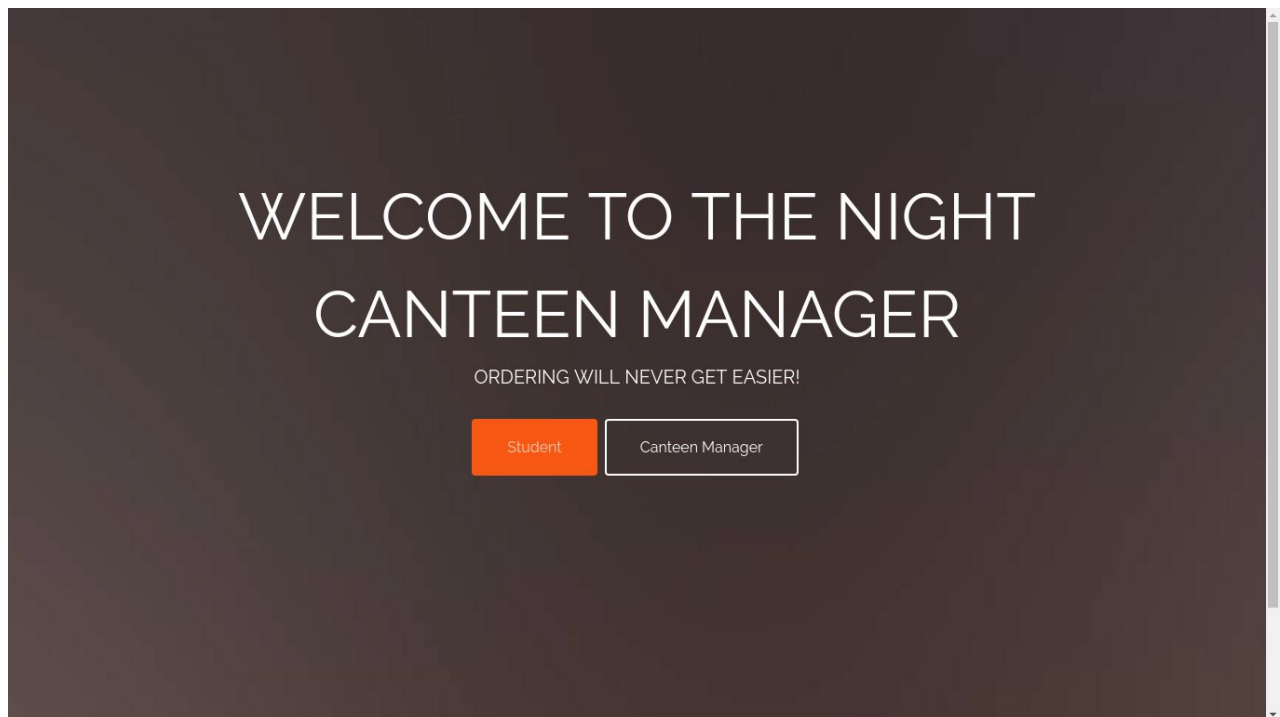 WELCOME TO THE NIGHT
CANTEEN MANAGER
ORDERING WILL NEVER GET EASIER!
Student
Canteen Manager